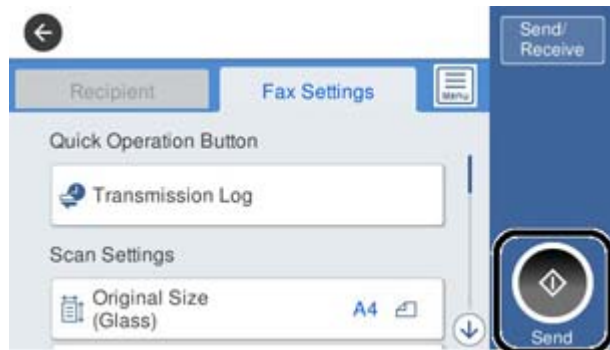 Send/
Receive
Recipient
Fax Settings
Menu
Quick Operation Button
Transmission Log
Scan Settings
Original Size
(Glass)
A4
Send